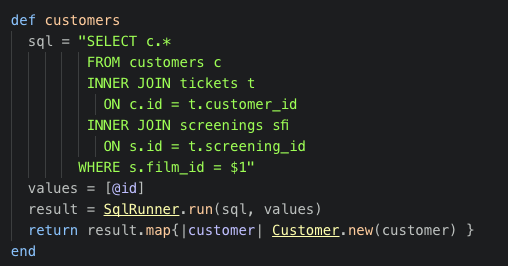 def customers
  sql = "SELECT c.*
         FROM customers c
         INNER JOIN tickets t
           ON c.id = t.customer_id
         INNER JOIN screenings sfi
           ON s.id = t.screening_id
        WHERE s.film_id = $1"
  values = [@id]
  result = SqlRunner.run(sql, values)
  return result.map{|customer| Customer.new(customer) }
end